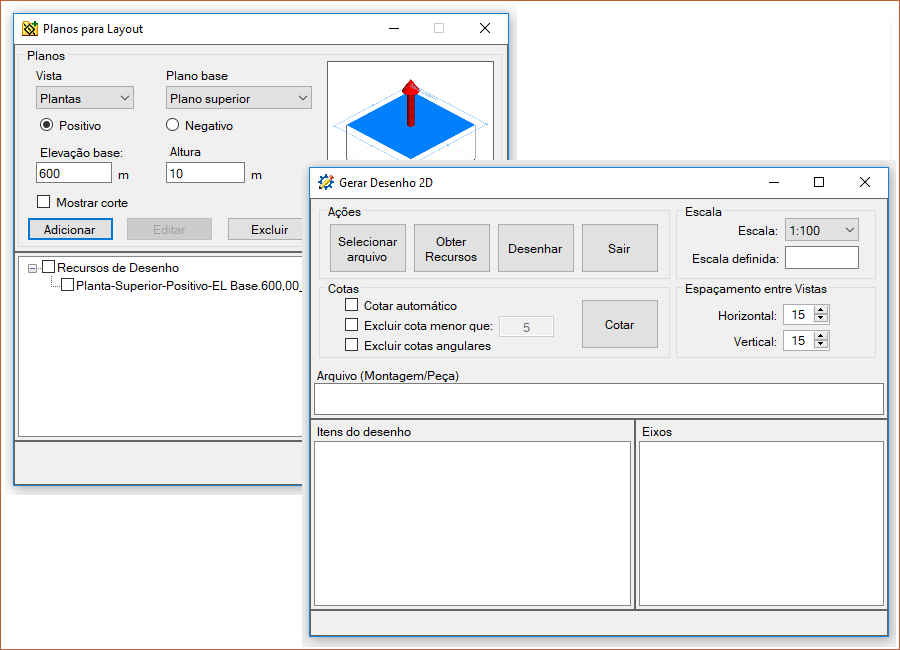 Planos para Layout
Planos
Vista
Plano base
Plantas
Plano superior
Positivo
Negativo
Elevação base:
Altura
600 m
10 m
Mostrar corte
Adicionar
Editar
Excluir
Recursos de Desenho
Planta-Superior-Positivo-EL Base.600,00_
Gerar Desenho 2D
Ações
Selecionar
arquivo
Obter
Recursos
Desenhar
Sair
Escala
Escala: 1:100
Escala definida:
Cotas
Cotar automático
Excluir cota menor que: 5
Excluir cotas angulares
Cotar
Espaçamento entre Vistas
Horizontal: 15
Vertical: 15
Arquivo (Montagem/Peça)
Itens do desenho
Eixos